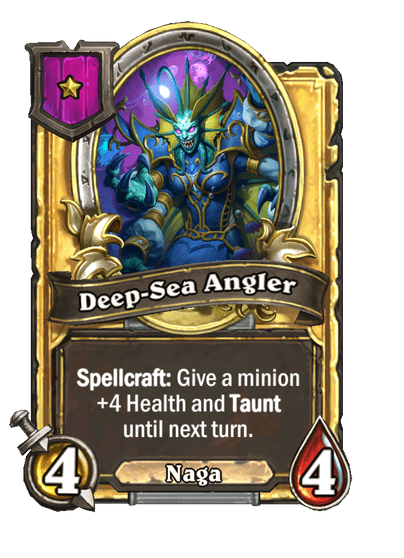 Deep-Sea Angler
Spellcraft: Give a minion
+4 Health and Taunt
until next turn.
4
Naga
4